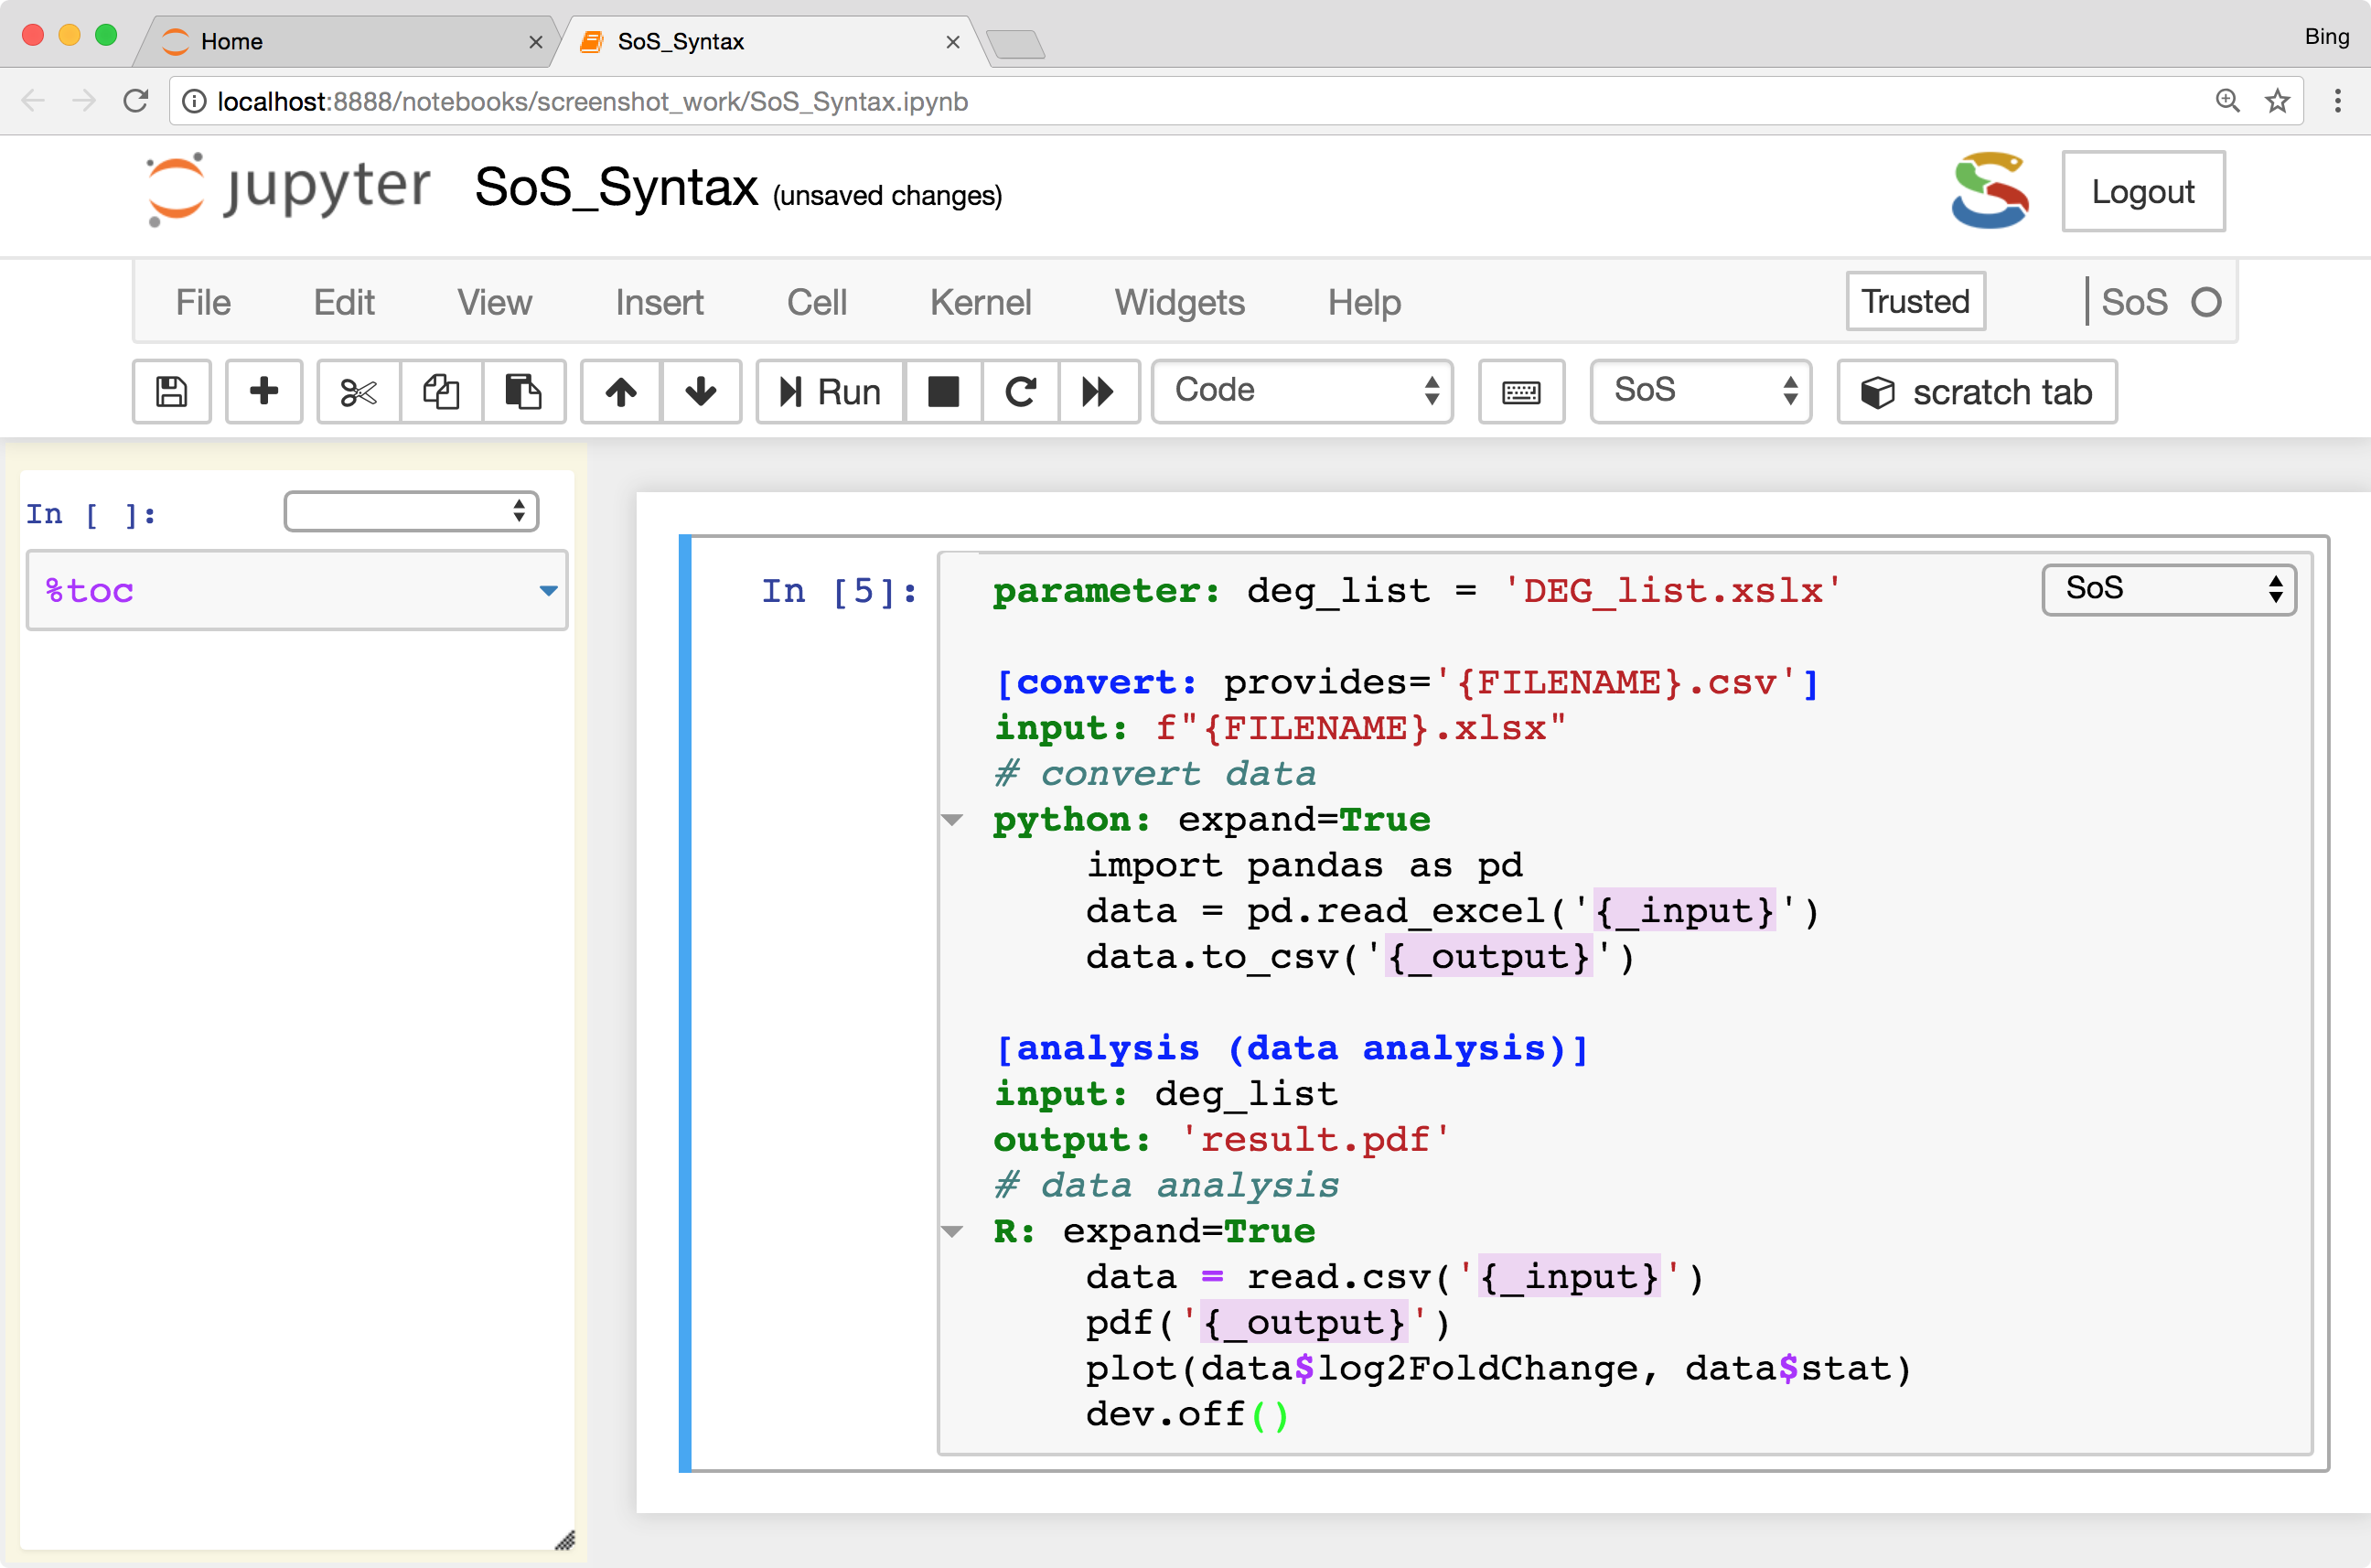 Home
SoS_Syntax
Bing
localhost:8888/notebooks/screenshot_work/SoS_Syntax.ipynb
jupyter SoS_Syntax (unsaved changes)
Logout
File Edit View Insert Cell Kernel Widgets Help Trusted SoS
Run Code SoS scratch tab
In [ ]:
%toc
In [5]:
SoS
parameter: deg_list = 'DEG_list.xslx'
[convert: provides='{FILENAME}.csv']
input: f"{FILENAME}.xlsx"
# convert data
python: expand=True
import pandas as pd
data = pd.read_excel('{_input}')
data.to_csv('{_output}')
[analysis (data analysis)]
input: deg_list
output: 'result.pdf'
# data analysis
R: expand=True
data = read.csv('{_input}')
pdf('{_output}')
plot(data$log2FoldChange, data$stat)
dev.off()